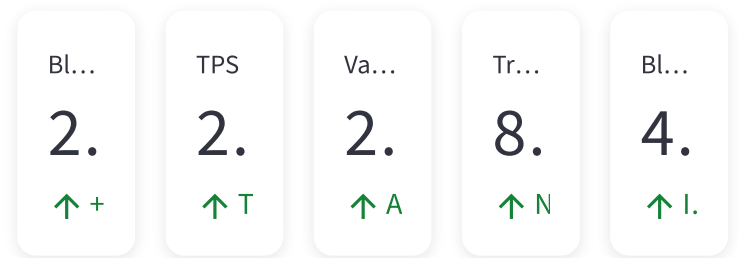 Bl...
2.
↑ +
TPS
2.
↑ T
Va...
2.
↑ A
Tr...
8.
↑ N
Bl...
4.
↑ I.